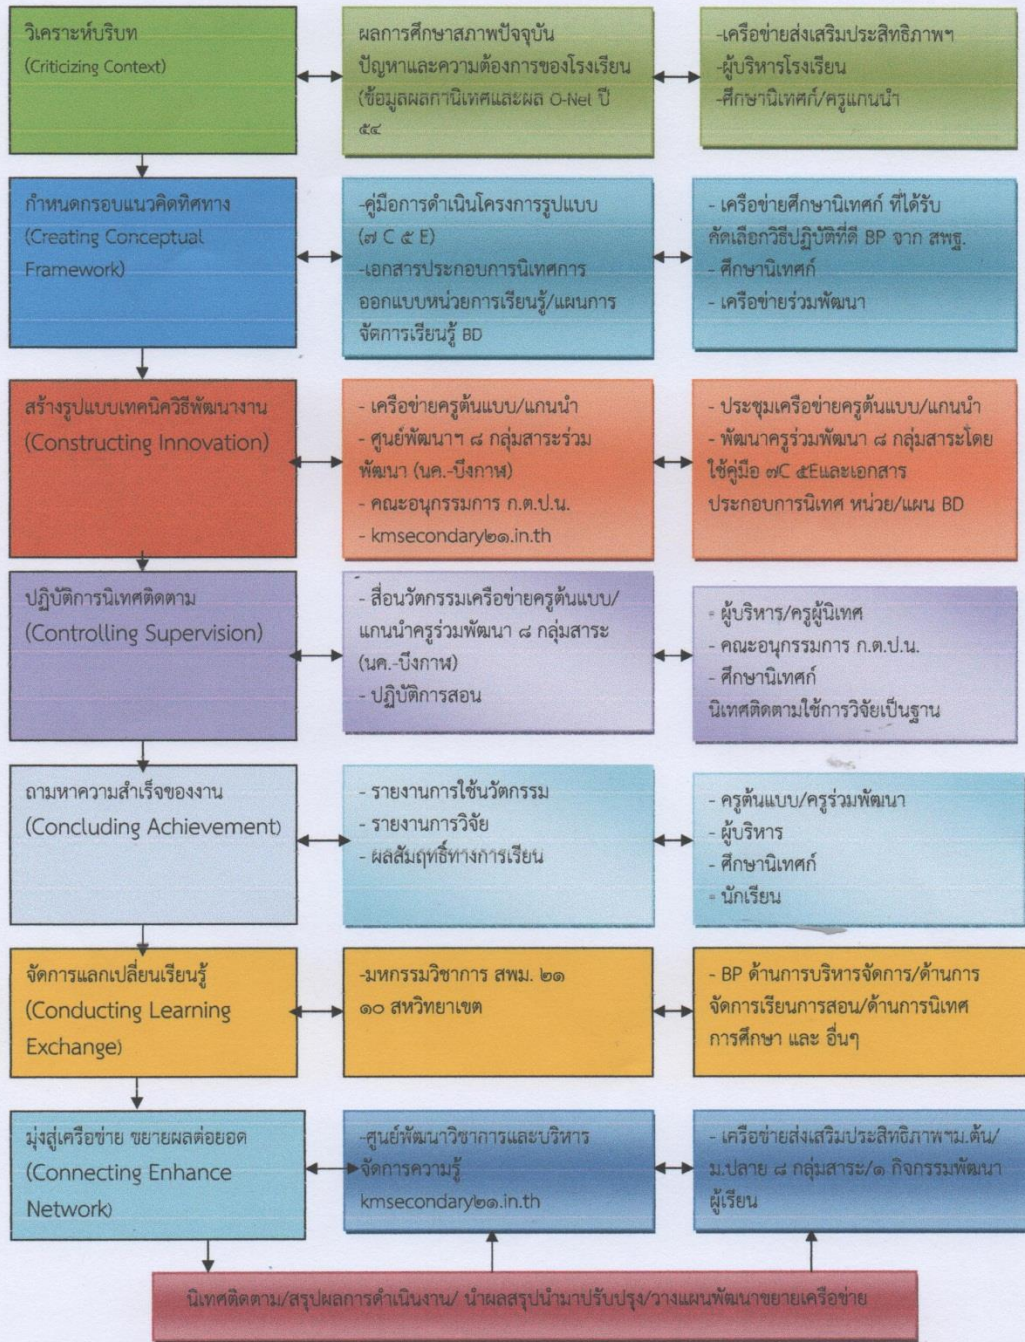 วิเคราะห์บริบท
(Criticizing Context)
ผลการศึกษาสภาพปัจจุบัน
ปัญหาและความต้องการของโรงเรียน
(ข้อมูลผลกานิเทศและผล O-Net ปี
๕๔
-เครือข่ายส่งเสริมประสิทธิภาพฯ
-ผู้บริหารโรงเรียน
-ศึกษานิเทศก์/ครูแกนนำ
กำหนดกรอบแนวคิดทิศทาง
(Creating Conceptual
Framework)
-คู่มือการดำเนินโครงการรูปแบบ
(๗ C ๕ E)
-เอกสารประกอบการนิเทศการ
ออกแบบหน่วยการเรียนรู้/แผนการ
จัดการเรียนรู้ BD
- เครือข่ายศึกษานิเทศก์ ที่ได้รับ
คัดเลือกวิธีปฏิบัติที่ดี BP จาก สพฐ.
- ศึกษานิเทศก์
- เครือข่ายร่วมพัฒนา
สร้างรูปแบบเทคนิควิธีพัฒนางาน
(Constructing Innovation)
- เครือข่ายครูต้นแบบ/แกนนำ
- ศูนย์พัฒนาฯ ๘ กลุ่มสาระร่วม
พัฒนา (นค.-บึงกาฬ)
- คณะอนุกรรมการ ก.ต.ป.น.
- kmsecondary๒๑.in.th
- ประชุมเครือข่ายครูต้นแบบ/แกนนำ
- พัฒนาครูร่วมพัฒนา ๘ กลุ่มสาระโดย
ใช้คู่มือ ๗C ๕Eและเอกสาร
ประกอบการนิเทศ หน่วย/แผน BD
ปฏิบัติการนิเทศติดตาม
(Controlling Supervision)
- สื่อนวัตกรรมเครือข่ายครูต้นแบบ/
แกนนำครูร่วมพัฒนา ๘ กลุ่มสาระ
(นค.-บึงกาฬ)
- ปฏิบัติการสอน
- ผู้บริหาร/ครูผู้นิเทศ
- คณะอนุกรรมการ ก.ต.ป.น.
- ศึกษานิเทศก์
นิเทศติดตามใช้การวิจัยเป็นฐาน
ถามหาความสำเร็จของงาน
(Concluding Achievement)
- รายงานการใช้นวัตกรรม
- รายงานการวิจัย
- ผลสัมฤทธิ์ทางการเรียน
- ครูต้นแบบ/ครูร่วมพัฒนา
- ผู้บริหาร
- ศึกษานิเทศก์
- นักเรียน
จัดการแลกเปลี่ยนเรียนรู้
(Conducting Learning
Exchange)
-มหกรรมวิชาการ สพม. ๒๑
๑๐ สหวิทยาเขต
- BP ด้านการบริหารจัดการ/ด้านการ
จัดการเรียนการสอน/ด้านการนิเทศ
การศึกษา และ อื่นๆ
มุ่งสู่เครือข่าย ขยายผลต่อยอด
(Connecting Enhance
Network)
-ศูนย์พัฒนาวิชาการและบริหาร
จัดการความรู้
kmsecondary๒๑.in.th
- เครือข่ายส่งเสริมประสิทธิภาพฯม.ต้น/
ม.ปลาย ๘ กลุ่มสาระ/๑ กิจกรรมพัฒนา
ผู้เรียน
นิเทศติดตาม/สรุปผลการดำเนินงาน/ นำผลสรุปนำมาปรับปรุง/วางแผนพัฒนาขยายเครือข่าย